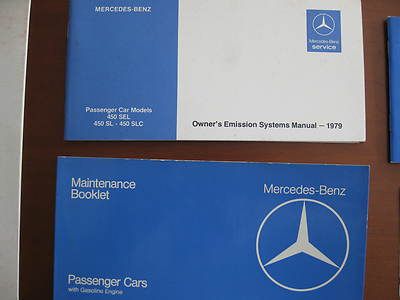 MERCEDES-BENZ
Mercedes-Benz
service
Passenger Car Models
450 SEL
450 SL - 450 SLC
Owner's Emission Systems Manual — 1979
Maintenance
Booklet
Mercedes-Benz
Passenger Cars
with Gasoline Engine